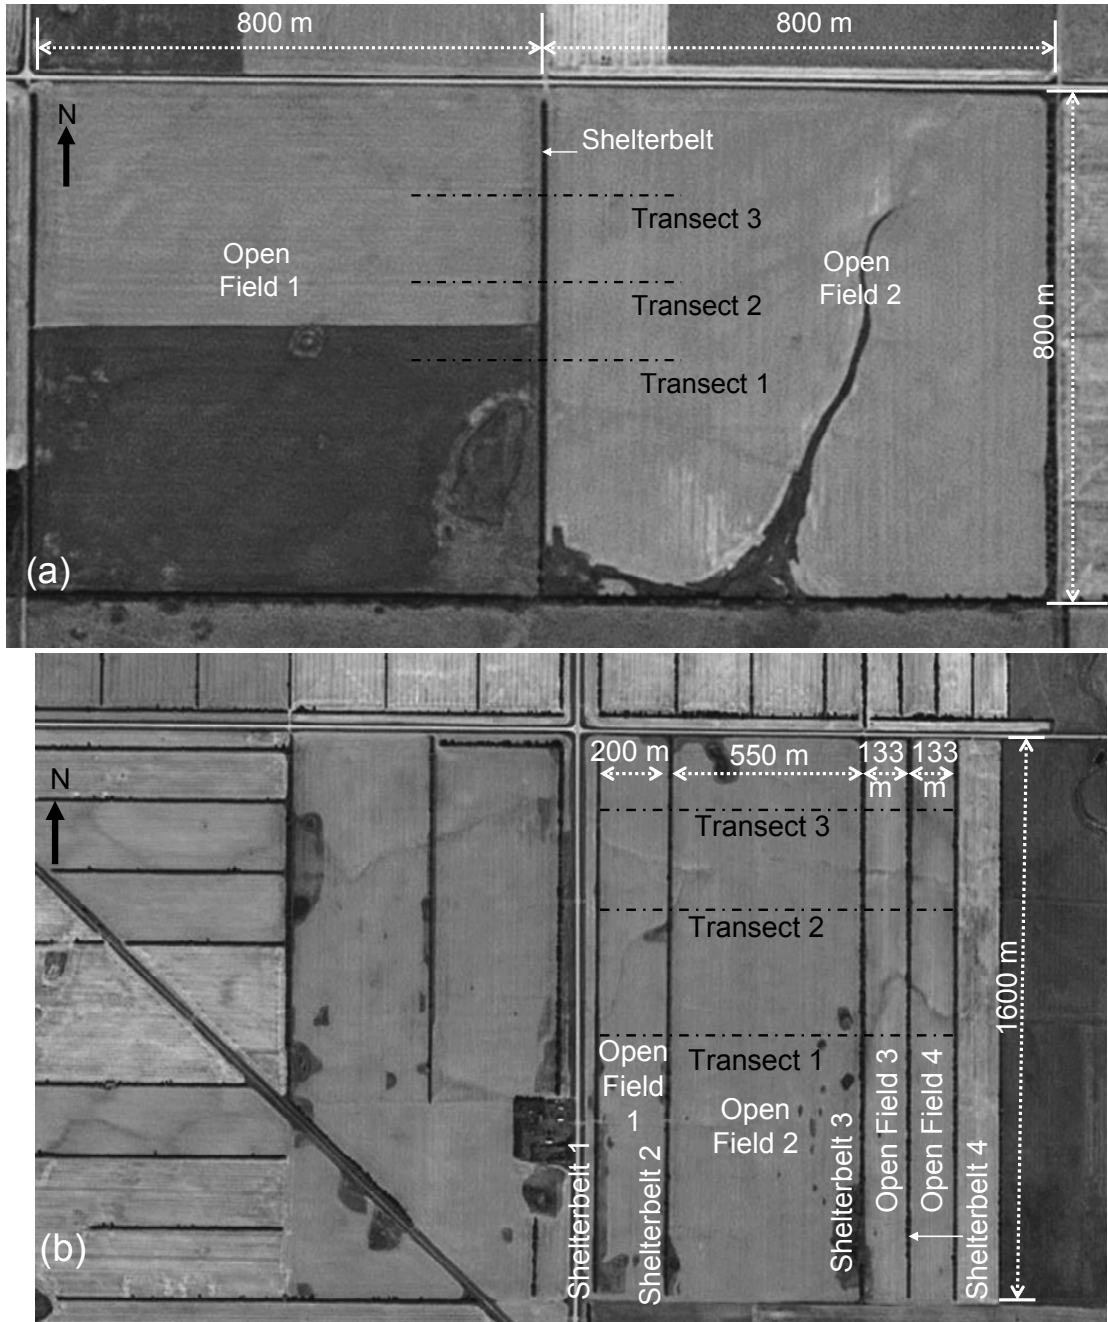 800 m
800 m
N
Shelterbelt
Transect 3
Open
Field 1
Open
Field 2
Transect 2
800 m
Transect 1
(a)
200 m
550 m
133
m
133
m
N
Transect 3
Transect 2
1600 m
Transect 1
Open
Field
1
Open
Field 2
Open Field 3
Open Field 4
Shelterbelt 1
Shelterbelt 2
Shelterbelt 3
Shelterbelt 4
(b)